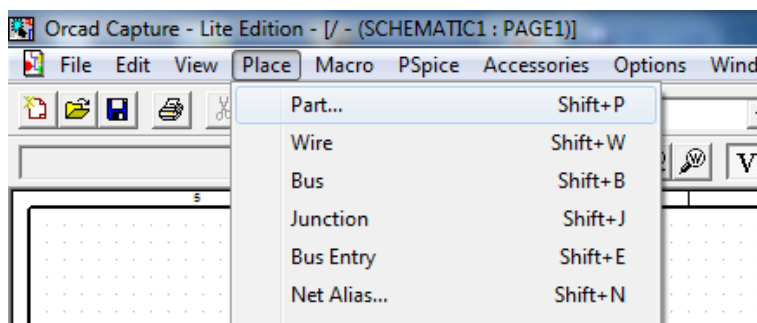 Orcad Capture - Lite Edition - [/ - (SCHEMATIC1 : PAGE1)]
File Edit View Place Macro PSpice Accessories Options
Part... Shift+P
Wire Shift+W
V
Bus Shift+B
5
Junction Shift+J
Bus Entry Shift+E
Net Alias... Shift+N